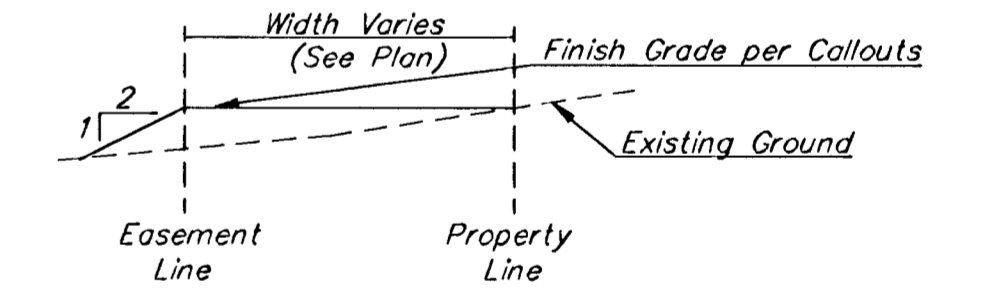 Width Varies
(See Plan)
Finish Grade per Callouts
2
1
Existing Ground
Easement
Line
Property
Line